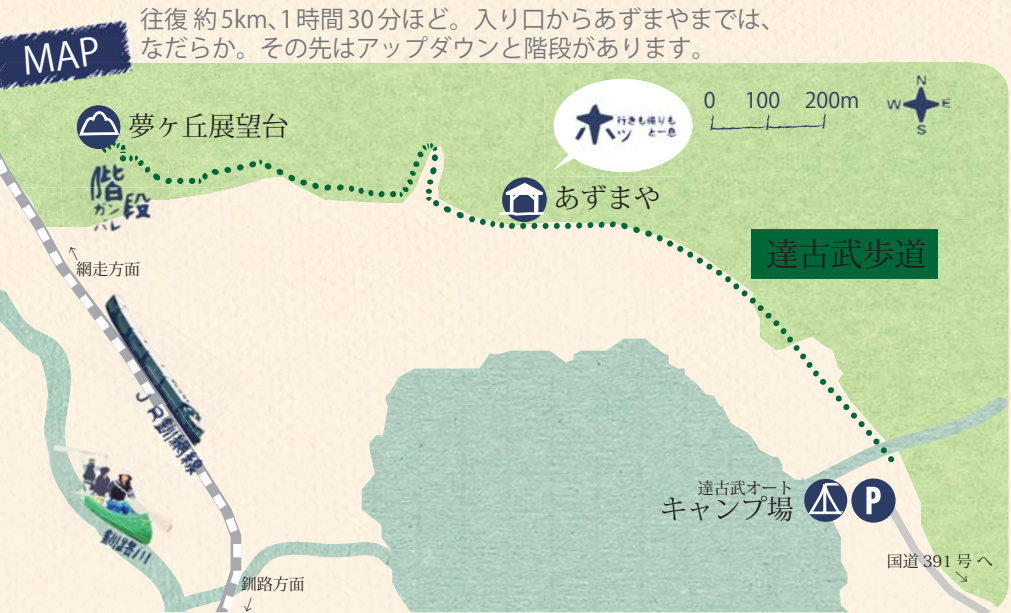 往復 約5km、1時間30分ほど。入り口からあずまやまでは、
なだらか。その先はアップダウンと階段があります。
MAP
夢ヶ丘展望台
ホッ 行きも帰りも
と一息
0 100 200m
N
W E
S
階段
ガンバレ
あずまや
達古武歩道
網走方面
JR釧網線
釧路川
釧路方面
達古武オート
キャンプ場
P
国道391号へ